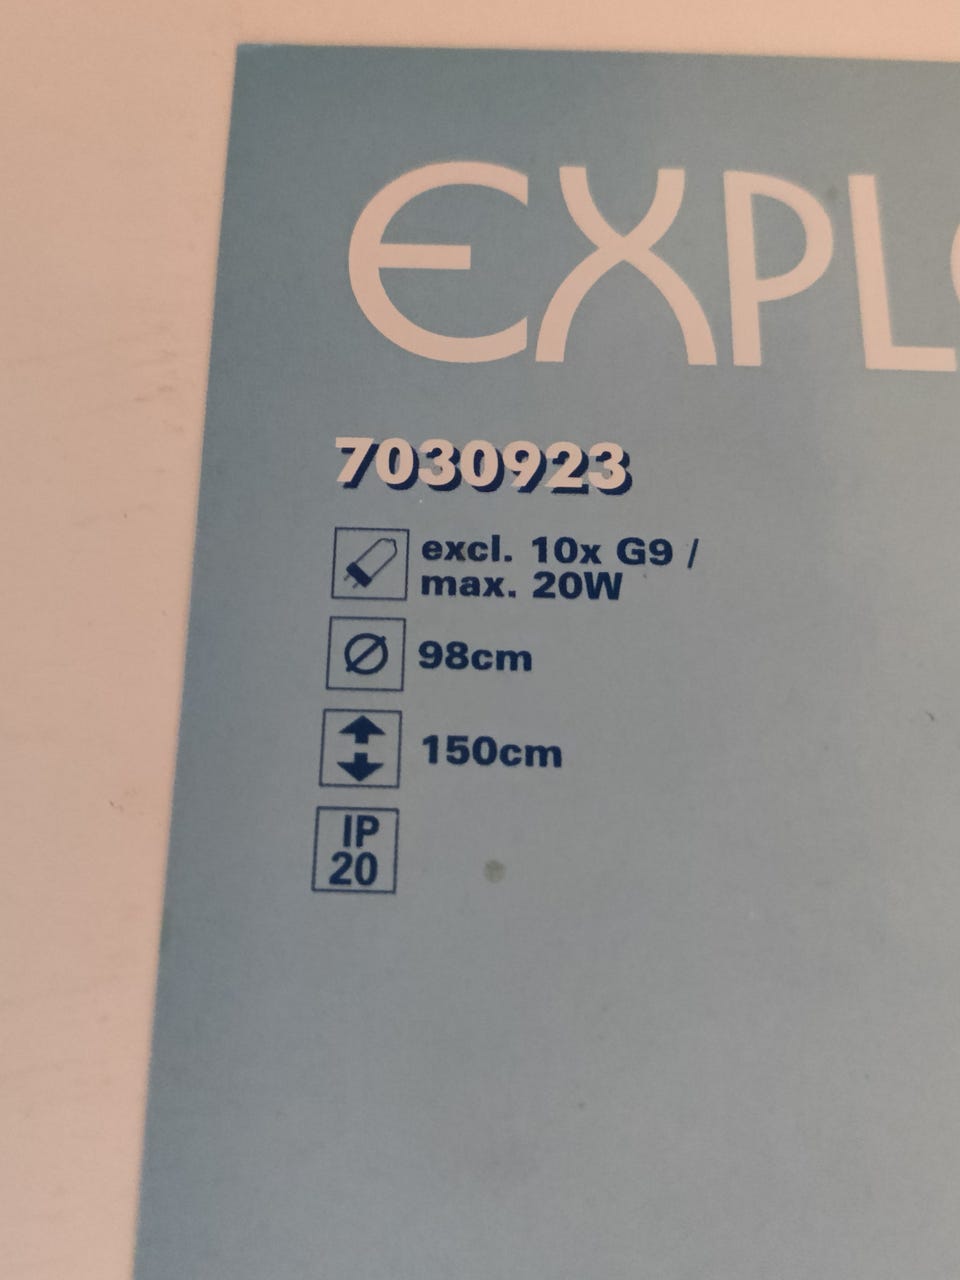 EXPL
7030923
excl. 10x G9 /
max. 20W
Ø 98cm
150cm
IP
20